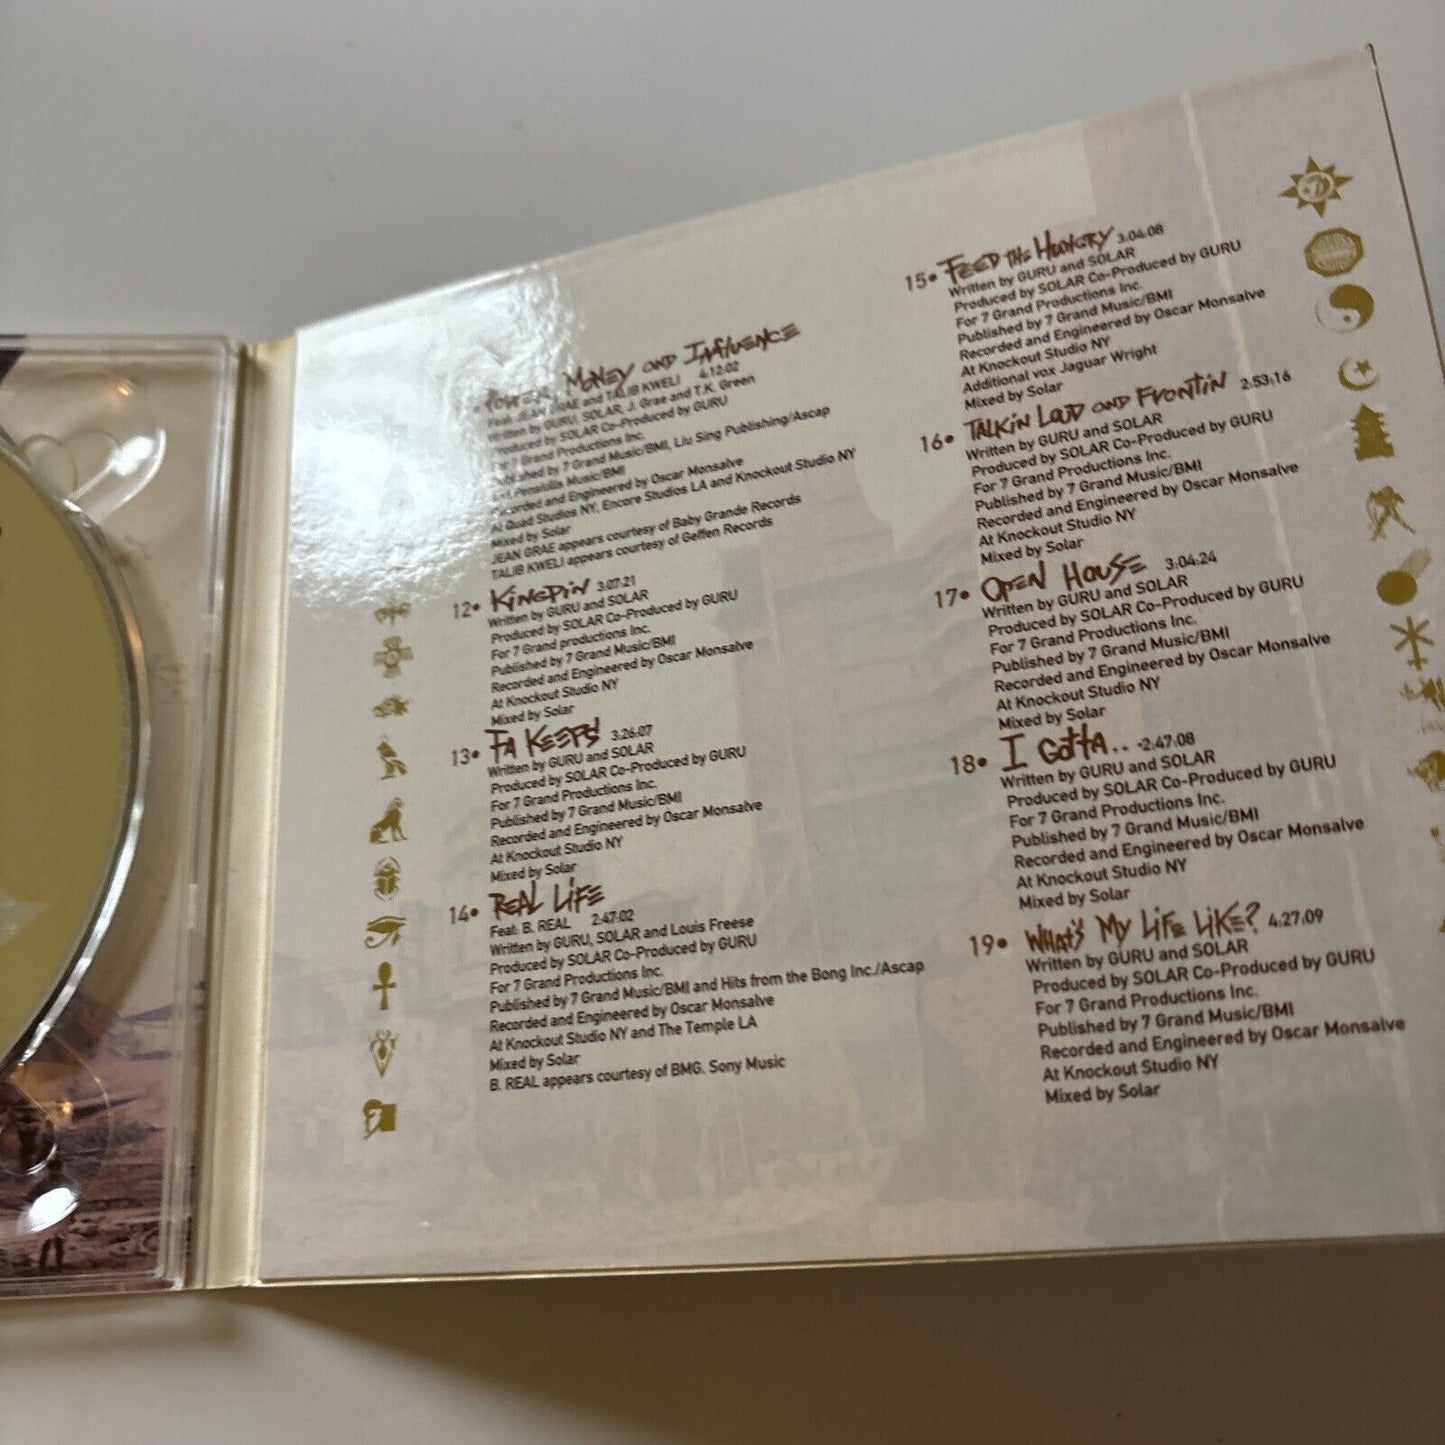 POWER, MONEY AND INFLUENCE
Feat. JEAN GRAE and TALIB KWELI 4:12:02
Written by GURU, SOLAR, J. Grae and T.K. Green
Produced by SOLAR Co-Produced by GURU
For 7 Grand Productions Inc.
Published by 7 Grand Music/BMI, Liu Sing Publishing/Ascap
Penskills Music/BMI
Recorded and Engineered by Oscar Monsalve
At Quad Studios NY, Encore Studios LA and Knockout Studio NY
Mixed by Solar
JEAN GRAE appears courtesy of Baby Grande Records
TALIB KWELI appears courtesy of Geffen Records
12• KINGPIN 3:07:21
Written by GURU and SOLAR
Produced by SOLAR Co-Produced by GURU
For 7 Grand productions Inc.
Published by 7 Grand Music/BMI
Recorded and Engineered by Oscar Monsalve
At Knockout Studio NY
Mixed by Solar
13• FA KEEPS 3:26:07
Written by GURU and SOLAR
Produced by SOLAR Co-Produced by GURU
For 7 Grand Productions Inc.
Published by 7 Grand Music/BMI
Recorded and Engineered by Oscar Monsalve
At Knockout Studio NY
Mixed by Solar
14• REAL LIFE
Feat. B. REAL 2:47:02
Written by GURU, SOLAR and Louis Freese
Produced by SOLAR Co-Produced by GURU
For 7 Grand Productions Inc.
Published by 7 Grand Music/BMI and Hits from the Bong Inc./Ascap
Recorded and Engineered by Oscar Monsalve
At Knockout Studio NY and The Temple LA
Mixed by Solar
B. REAL appears courtesy of BMG, Sony Music
15• FEED THE HUNGRY 3:04:08
Written by GURU and SOLAR
Produced by SOLAR Co-Produced by GURU
For 7 Grand Productions Inc.
Published by 7 Grand Music/BMI
Recorded and Engineered by Oscar Monsalve
At Knockout Studio NY
Additional vox Jaguar Wright
Mixed by Solar
16• TALKIN LOUD AND FRONTIN 2:53:16
Written by GURU and SOLAR
Produced by SOLAR Co-Produced by GURU
For 7 Grand Productions Inc.
Published by 7 Grand Music/BMI
Recorded and Engineered by Oscar Monsalve
At Knockout Studio NY
Mixed by Solar
17• OPEN HOUSE 3:04:24
Written by GURU and SOLAR
Produced by SOLAR Co-Produced by GURU
For 7 Grand Productions Inc.
Published by 7 Grand Music/BMI
Recorded and Engineered by Oscar Monsalve
At Knockout Studio NY
Mixed by Solar
18• I GOTTA.. •2:47:08
Written by GURU and SOLAR
Produced by SOLAR Co-Produced by GURU
For 7 Grand Productions Inc.
Published by 7 Grand Music/BMI
Recorded and Engineered by Oscar Monsalve
At Knockout Studio NY
Mixed by Solar
19• WHAT'S MY LIFE LIKE? 4:27:09
Written by GURU and SOLAR
Produced by SOLAR Co-Produced by GURU
For 7 Grand Productions Inc.
Published by 7 Grand Music/BMI
Recorded and Engineered by Oscar Monsalve
At Knockout Studio NY
Mixed by Solar